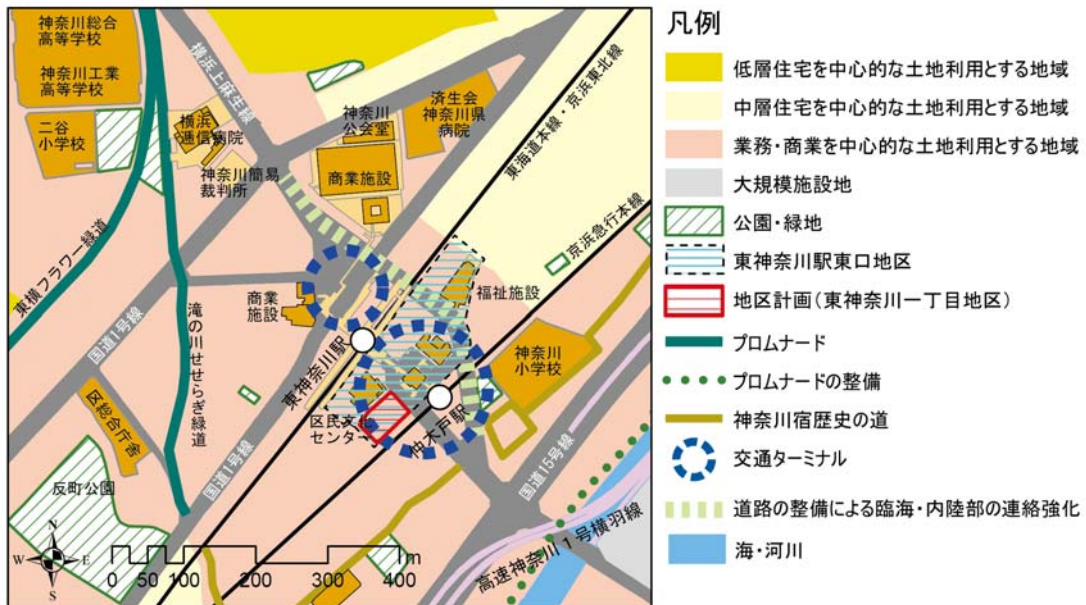 神奈川総合
高等学校
神奈川工業
高等学校
二谷
小学校
横浜上麻生線
横浜
逓信病院
神奈川簡易
裁判所
神奈川
公会堂
済生会
神奈川県
病院
商業施設
東海道本線・京浜東北線
京浜急行本線
東横フラワー緑道
国道1号線
滝の川せせらぎ緑道
商業
施設
福祉施設
東神奈川駅
神奈川
小学校
区民文化
センター
仲木戸駅
区総合庁舎
反町公園
国道1号線
国道15号線
高速神奈川1号横羽線
N
W
E
S
0 50 100 200 300 400 m
凡例
低層住宅を中心的な土地利用とする地域
中層住宅を中心的な土地利用とする地域
業務・商業を中心的な土地利用とする地域
大規模施設地
公園・緑地
東神奈川駅東口地区
地区計画(東神奈川一丁目地区)
プロムナード
プロムナードの整備
神奈川宿歴史の道
交通ターミナル
道路の整備による臨海・内陸部の連絡強化
海・河川